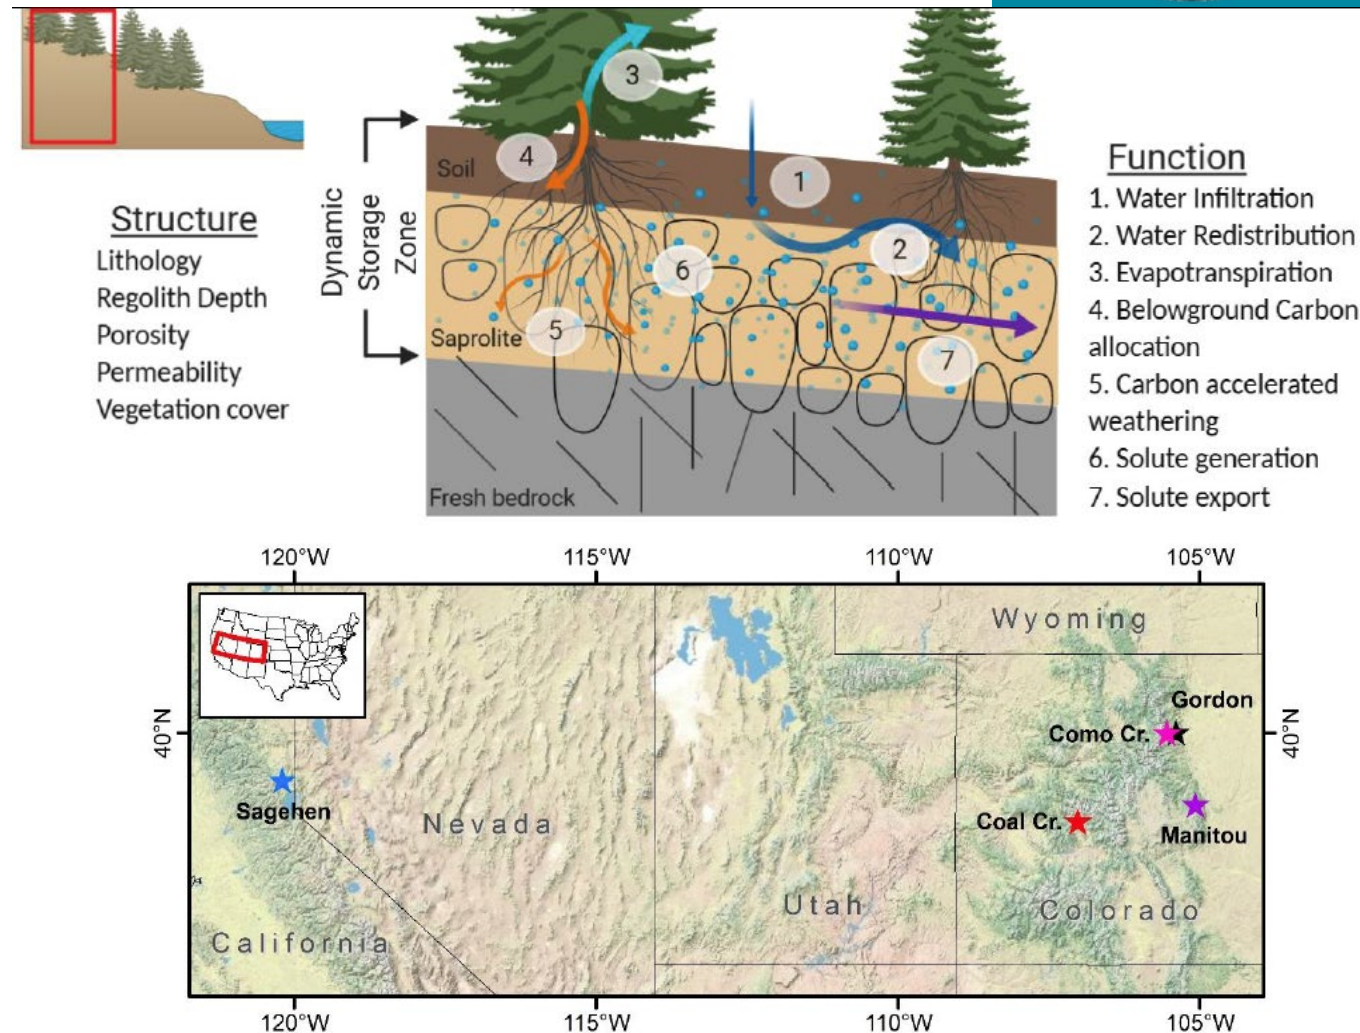 Structure
Lithology
Regolith Depth
Porosity
Permeability
Vegetation cover
Dynamic
Storage
Zone
Soil
Saprolite
Fresh bedrock
3
4
1
2
6
5
7
Function
1. Water Infiltration
2. Water Redistribution
3. Evapotranspiration
4. Belowground Carbon
allocation
5. Carbon accelerated
weathering
6. Solute generation
7. Solute export
120°W 115°W 110°W 105°W
Wyoming
Gordon
40°N Como Cr. 40°N
Sagehen
Nevada
Coal Cr.
Manitou
Utah
Colorado
California
120°W 115°W 110°W 105°W